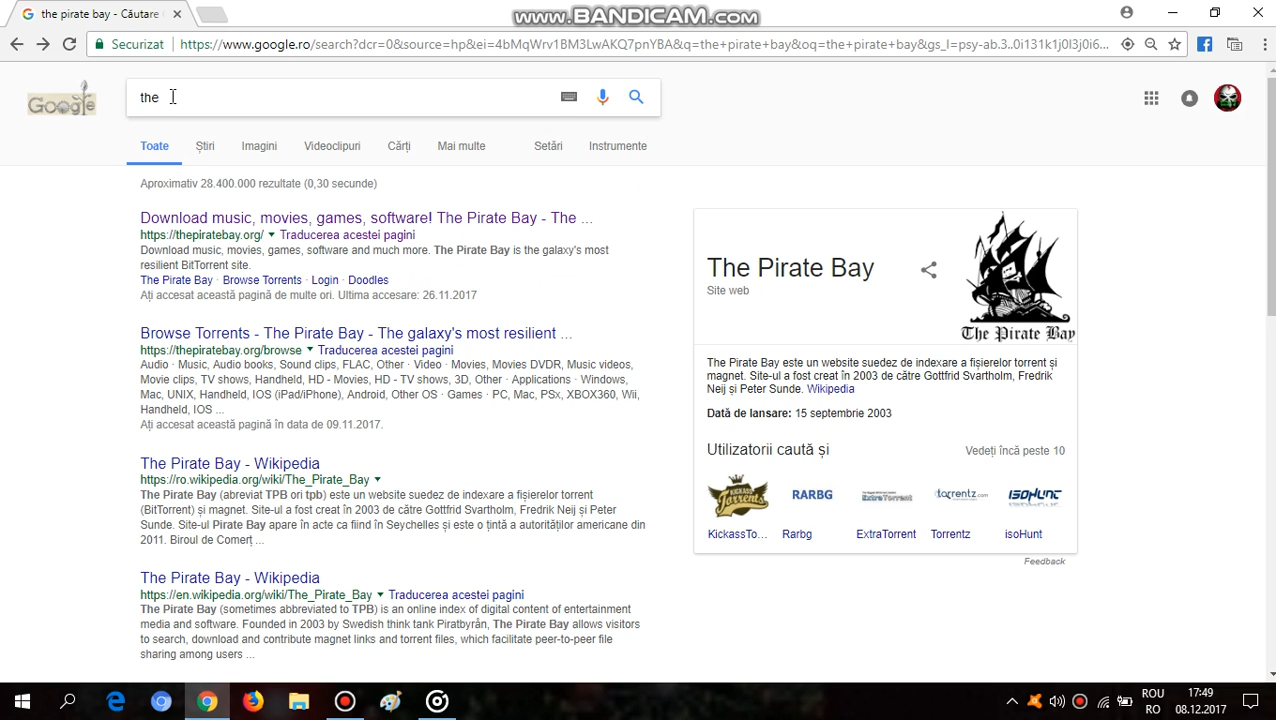 www.BANDICAM.com
the pirate bay - Căutare
Securizat https://www.google.ro/search?dcr=0&source=hp&ei=4bMqWrv1BM3LwAKQ7pnYBA&q=the+pirate+bay&oq=the+pirate+bay&gs_l=psy-ab.3..0i131k1j0l3j0i6...
Google
the
Toate Știri Imagini Videoclipuri Cărți Mai multe Setări Instrumente
Aproximativ 28.400.000 rezultate (0,30 secunde)
Download music, movies, games, software! The Pirate Bay - The ...
https://thepiratebay.org/ Traducerea acestei pagini
Download music, movies, games, software and much more. The Pirate Bay is the galaxy's most
resilient BitTorrent site.
The Pirate Bay · Browse Torrents · Login · Doodles
Ați accesat această pagină de multe ori. Ultima accesare: 26.11.2017
Browse Torrents - The Pirate Bay - The galaxy's most resilient ...
https://thepiratebay.org/browse Traducerea acestei pagini
Audio · Music, Audio books, Sound clips, FLAC, Other · Video · Movies, Movies DVDR, Music videos,
Movie clips, TV shows, Handheld, HD - Movies, HD - TV shows, 3D, Other · Applications · Windows,
Mac, UNIX, Handheld, IOS (iPad/iPhone), Android, Other OS · Games · PC, Mac, PSx, XBOX360, Wii,
Handheld, IOS ...
Ați accesat această pagină în data de 09.11.2017.
The Pirate Bay - Wikipedia
https://ro.wikipedia.org/wiki/The_Pirate_Bay
The Pirate Bay (abreviat TPB ori tpb) este un website suedez de indexare a fișierelor torrent
(BitTorrent) și magnet. Site-ul a fost creat în 2003 de către Gottfrid Svartholm, Fredrik Neij și Peter
Sunde. Site-ul Pirate Bay apare în acte ca fiind în Seychelles și este o țintă a autorităților americane din
2011. Biroul de Comerț ...
The Pirate Bay - Wikipedia
https://en.wikipedia.org/wiki/The_Pirate_Bay Traducerea acestei pagini
The Pirate Bay (sometimes abbreviated to TPB) is an online index of digital content of entertainment
media and software. Founded in 2003 by Swedish think tank Piratbyrån, The Pirate Bay allows visitors
to search, download and contribute magnet links and torrent files, which facilitate peer-to-peer file
sharing among users ...
The Pirate Bay
Site web
The Pirate Bay
The Pirate Bay este un website suedez de indexare a fișierelor torrent și
magnet. Site-ul a fost creat în 2003 de către Gottfrid Svartholm, Fredrik
Neij și Peter Sunde. Wikipedia
Dată de lansare: 15 septembrie 2003
Utilizatorii caută și Vedeți încă peste 10
KICKASS TORRENTS RARBG ExtraTorrent torrentz.com ISOHUNT
KickassTo... Rarbg ExtraTorrent Torrentz isoHunt
Feedback
ROU 17:49
RO 08.12.2017